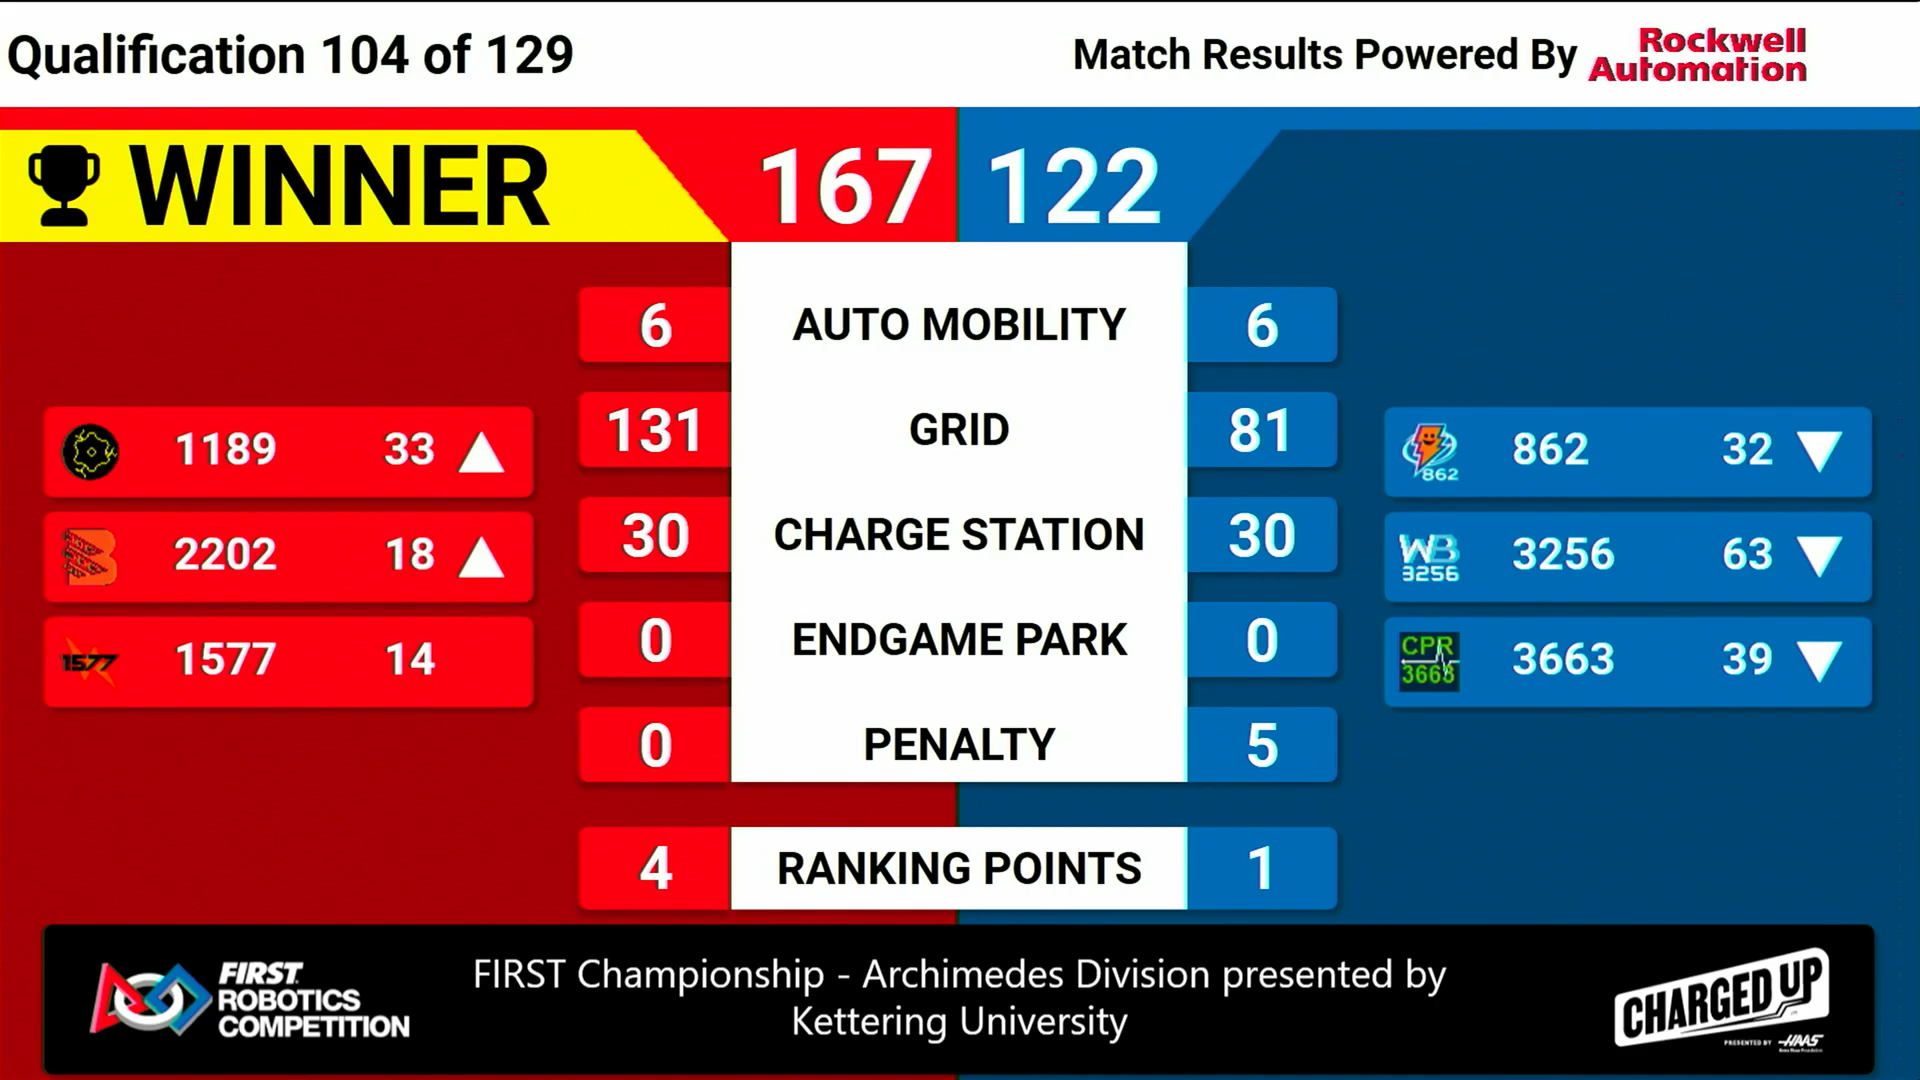 Qualification 104 of 129
Match Results Powered By
Rockwell
Automation
WINNER
167
122
6 AUTO MOBILITY 6
131 GRID 81
30 CHARGE STATION 30
0 ENDGAME PARK 0
0 PENALTY 5
4 RANKING POINTS 1
1189 33
2202 18
1577 1577 14
862 862 32
WB
3256
3256 63
CPR
3663
3663 39
FIRST
ROBOTICS
COMPETITION
FIRST Championship - Archimedes Division presented by
Kettering University
CHARGED UP
PRESENTED BY HAAS